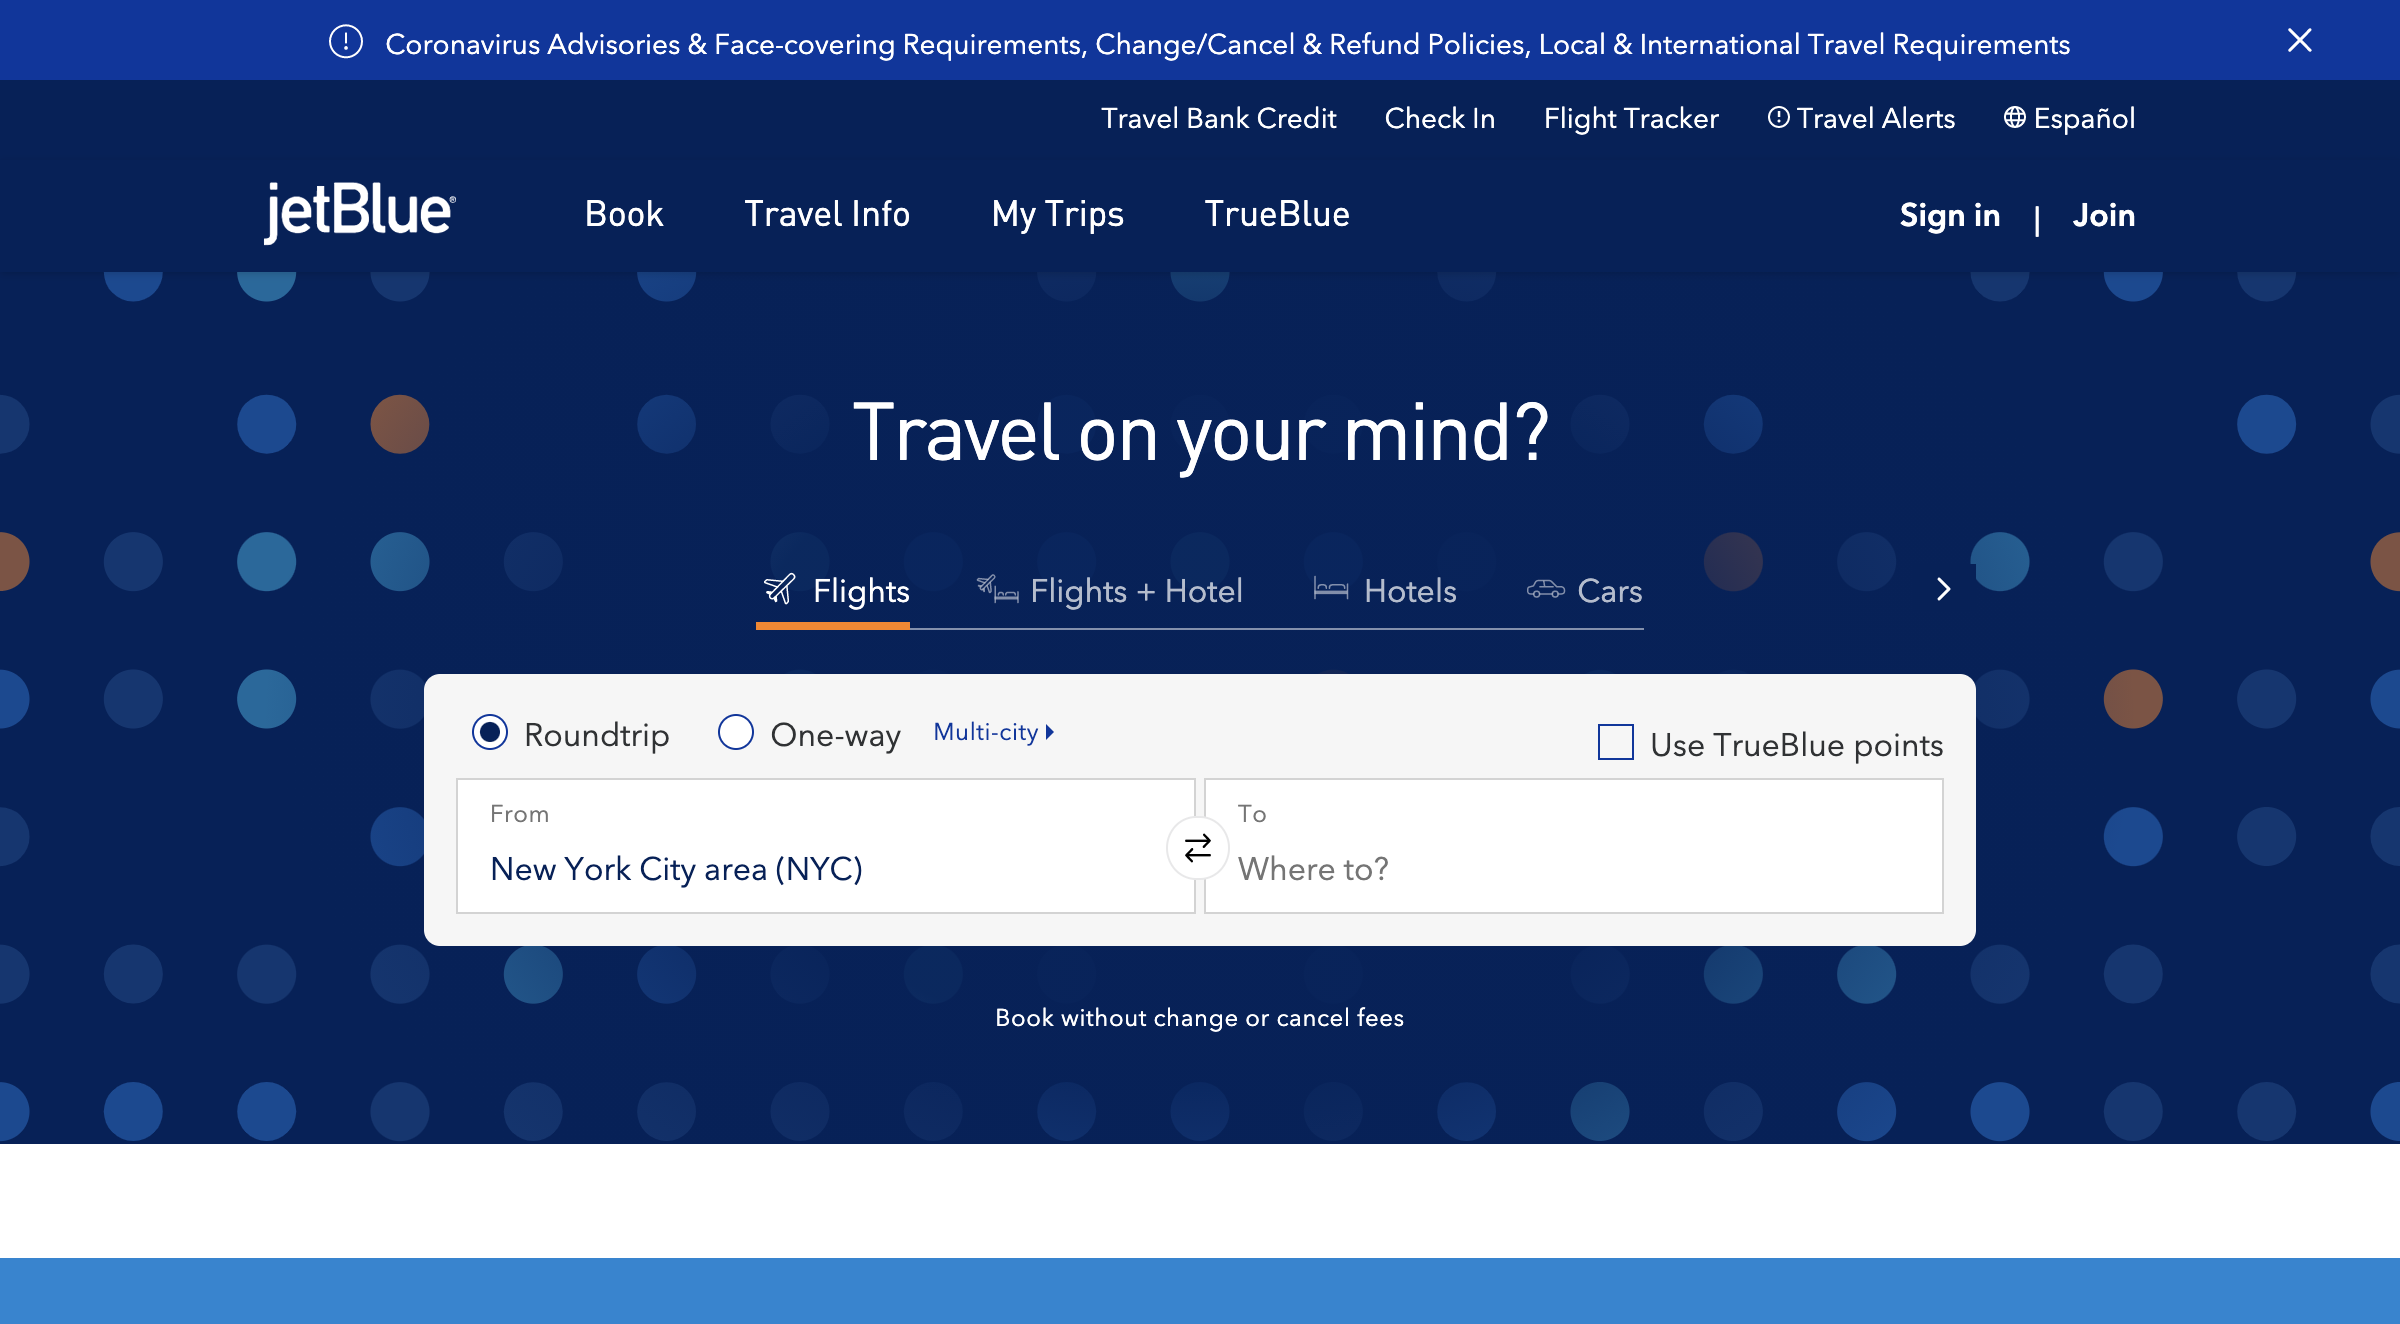 Coronavirus Advisories & Face-covering Requirements, Change/Cancel & Refund Policies, Local & International Travel Requirements
Travel Bank Credit Check In Flight Tracker Travel Alerts Español
jetBlue® Book Travel Info My Trips TrueBlue Sign in | Join
Travel on your mind?
Flights Flights + Hotel Hotels Cars
Roundtrip One-way Multi-city Use TrueBlue points
From To
New York City area (NYC) Where to?
Book without change or cancel fees